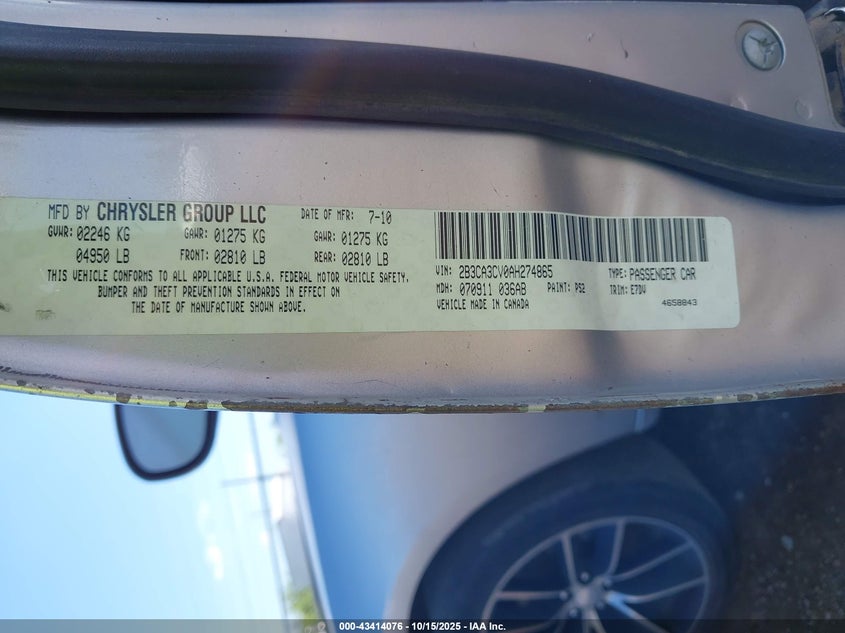 MFD BY CHRYSLER GROUP LLC DATE OF MFR: 7-10
GVWR: 02246 KG GAWR: 01275 KG GAWR: 01275 KG
04950 LB FRONT: 02810 LB REAR: 02810 LB
THIS VEHICLE CONFORMS TO ALL APPLICABLE U.S.A. FEDERAL MOTOR VEHICLE SAFETY,
BUMPER AND THEFT PREVENTION STANDARDS IN EFFECT ON
THE DATE OF MANUFACTURE SHOWN ABOVE.
VIN: 2B3CA3CV0AH274865 TYPE: PASSENGER CAR
MDH: 070911 036AB PAINT: PS2 TRIM: E7DV
VEHICLE MADE IN CANADA 4658843
000-43414076 - 10/15/2025 - IAA Inc.